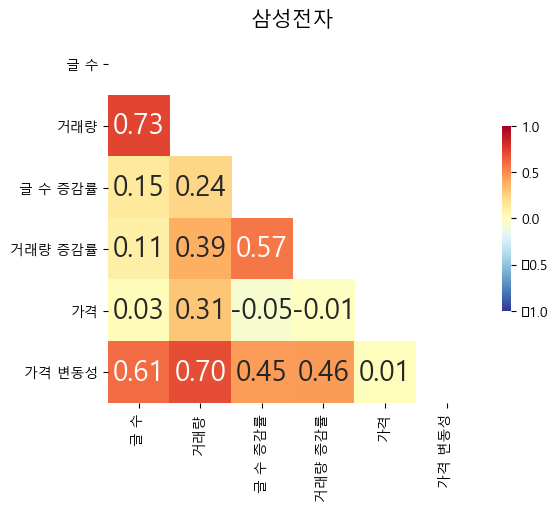 삼성전자
글 수
거래량
0.73
글 수 증감률
0.15 0.24
거래량 증감률
0.11 0.39 0.57
가격
0.03 0.31 -0.05 -0.01
가격 변동성
0.61 0.70 0.45 0.46 0.01
글 수
거래량
글 수 증감률
거래량 증감률
가격
가격 변동성
1.0
0.5
0.0
□0.5
□1.0